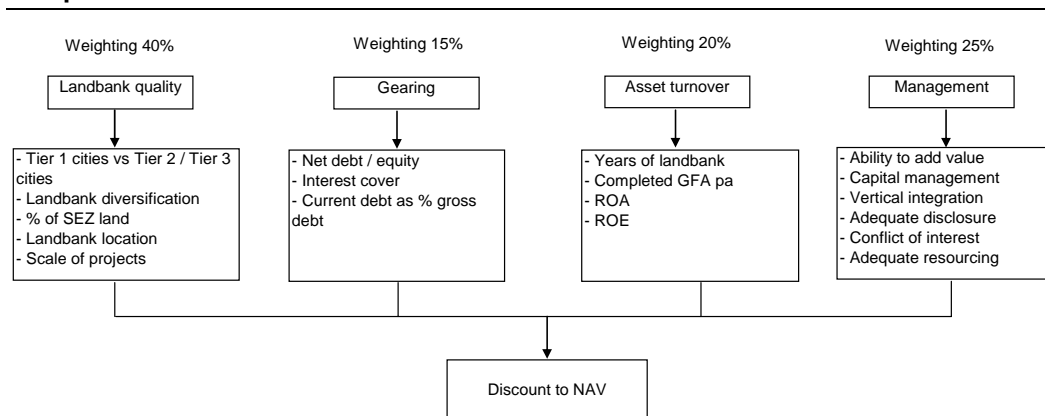 Weighting 40%
Weighting 15%
Weighting 20%
Weighting 25%
Landbank quality
Gearing
Asset turnover
Management
- Tier 1 cities vs Tier 2 / Tier 3
cities
- Landbank diversification
- % of SEZ land
- Landbank location
- Scale of projects
- Net debt / equity
- Interest cover
- Current debt as % gross
debt
- Years of landbank
- Completed GFA pa
- ROA
- ROE
- Ability to add value
- Capital management
- Vertical integration
- Adequate disclosure
- Conflict of interest
- Adequate resourcing
Discount to NAV